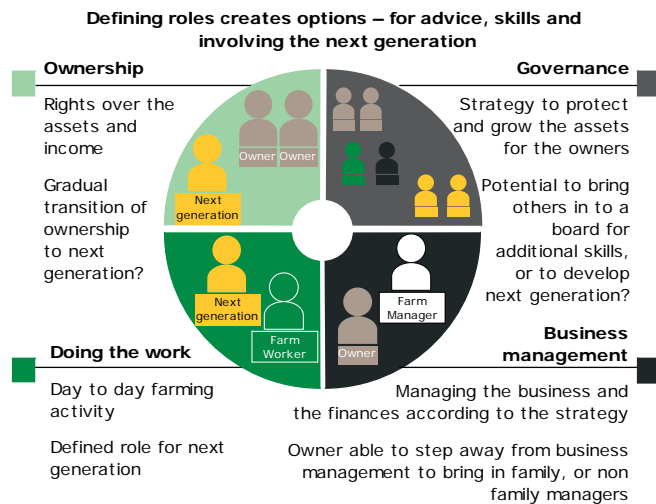 Defining roles creates options – for advice, skills and
involving the next generation
Ownership
Rights over the
assets and
income
Gradual
transition of
ownership
to next
generation?
Owner
Owner
Next
generation
Governance
Strategy to protect
and grow the assets
for the owners
Potential to bring
others in to a
board for
additional skills,
or to develop
next generation?
Next
generation
Farm
Worker
Farm
Manager
Owner
Doing the work
Day to day farming
activity
Defined role for next
generation
Business
management
Managing the business and
the finances according to the strategy
Owner able to step away from business
management to bring in family, or non
family managers